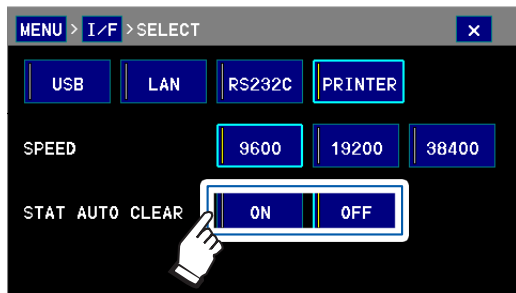 MENU > I/F >SELECT x
USB LAN RS232C PRINTER
SPEED 9600 19200 38400
STAT AUTO CLEAR ON OFF